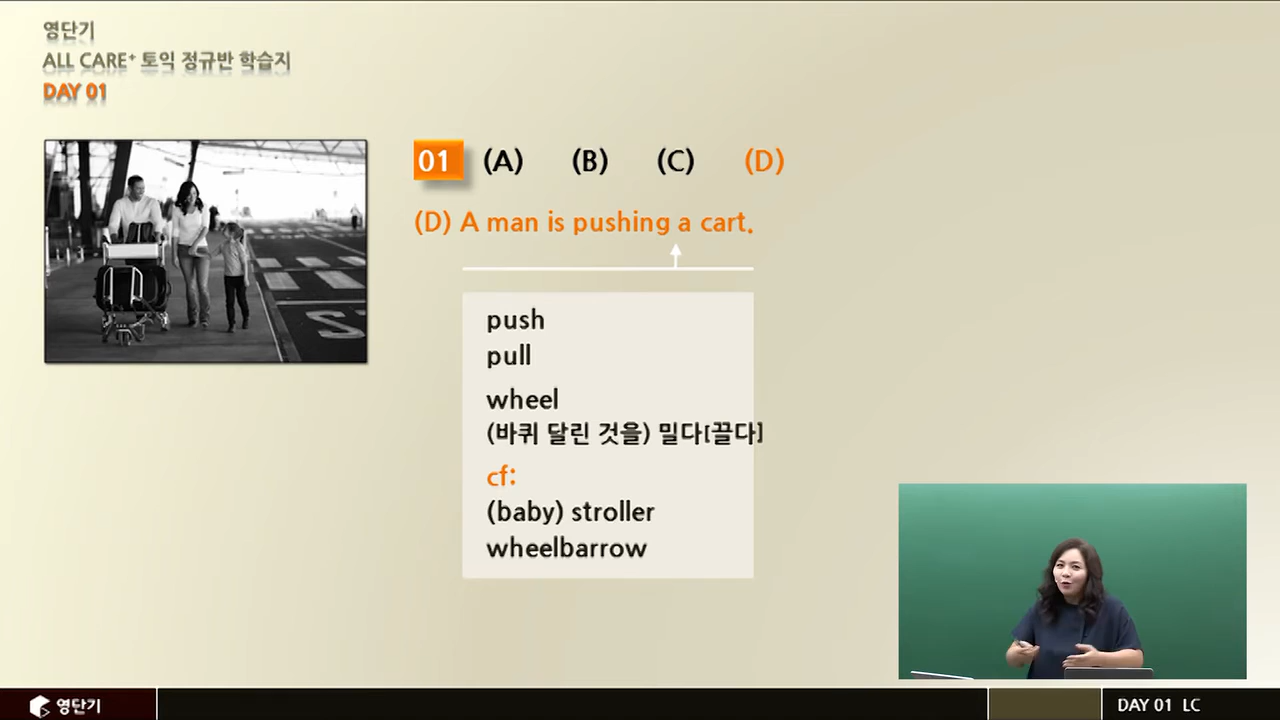 영단기
ALL CARE⁺ 토익 정규반 학습지
DAY 01
01 (A) (B) (C) (D)
(D) A man is pushing a cart.
push
pull
wheel
(바퀴 달린 것을) 밀다[끌다]
cf:
(baby) stroller
wheelbarrow
영단기
DAY 01 LC